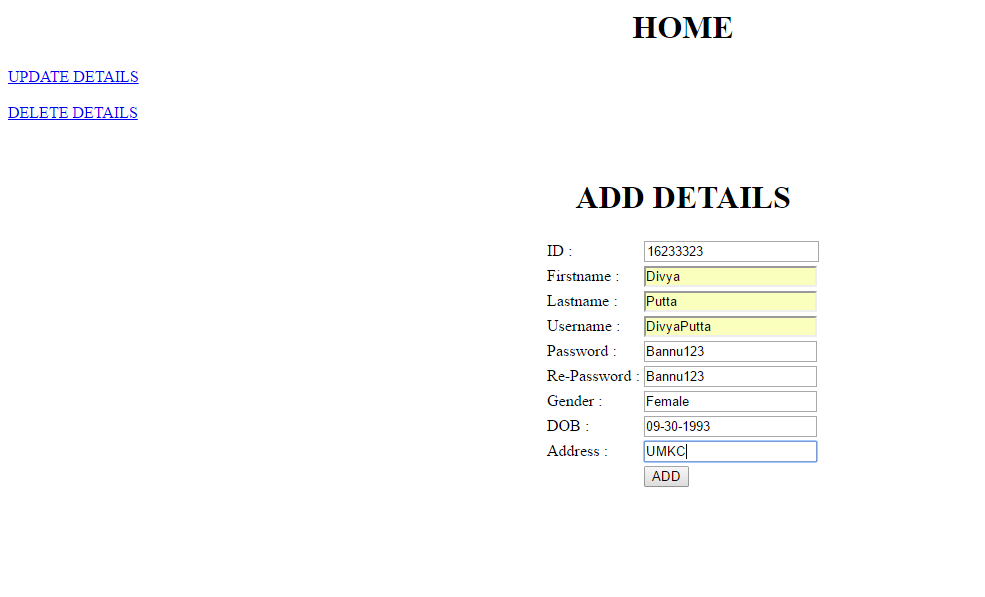 HOME
UPDATE DETAILS
DELETE DETAILS
ADD DETAILS
ID : 16233323
Firstname : Divya
Lastname : Putta
Username : DivyaPutta
Password : Bannu123
Re-Password : Bannu123
Gender : Female
DOB : 09-30-1993
Address : UMKC
ADD